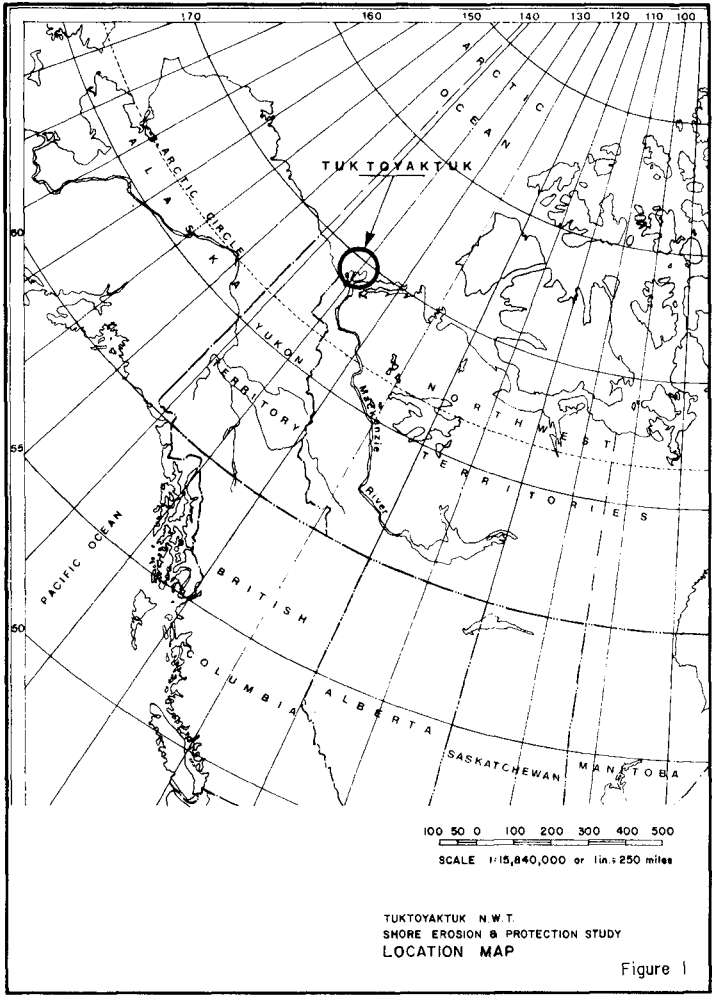 170 160 150 140 130 120 110 100
ARCTIC
OCEAN
TUKTOYAKTUK
ARCTIC CIRCLE
ALASKA
60
YUKON
TERRITORY
Mackenzie
River
NORTHWEST
TERRITORIES
55
PACIFIC OCEAN
BRITISH
COLUMBIA
50
ALBERTA
SASKATCHEWAN
MANITOBA
100 50 0 100 200 300 400 500
SCALE 1:15,840,000 or 1in.= 250 miles
TUKTOYAKTUK N.W.T.
SHORE EROSION & PROTECTION STUDY
LOCATION MAP
Figure 1